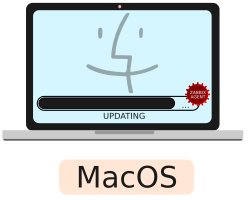 ZABBIX
AGENT
...
UPDATING
MacOS